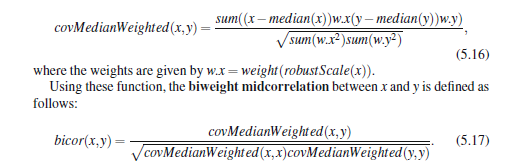 covMedianWeighted(x,y) = sum((x−median(x))w.x(y−median(y))w.y) / √sum(w.x²)sum(w.y²),
(5.16)
where the weights are given by w.x = weight(robustScale(x)).
Using these function, the biweight midcorrelation between x and y is defined as
follows:
bicor(x,y) = covMedianWeighted(x,y) / √covMedianWeighted(x,x)covMedianWeighted(y,y). (5.17)